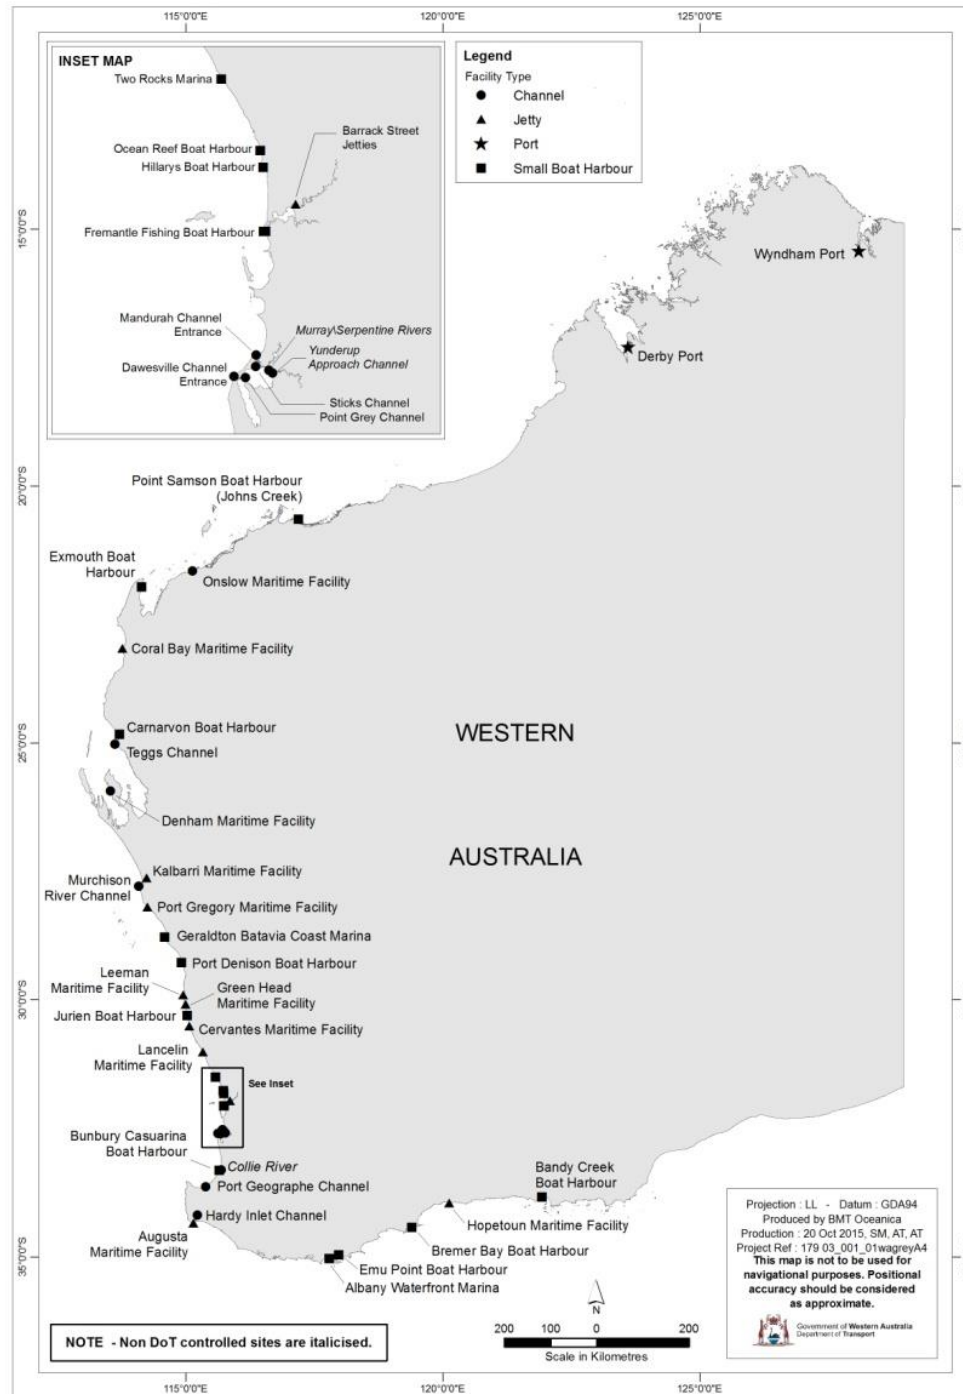 115°0'0"E
120°0'0"E
125°0'0"E
INSET MAP
Two Rocks Marina
Ocean Reef Boat Harbour
Hillarys Boat Harbour
Barrack Street
Jetties
Fremantle Fishing Boat Harbour
Mandurah Channel
Entrance
Murray\Serpentine Rivers
Yunderup
Approach Channel
Dawesville Channel
Entrance
Sticks Channel
Point Grey Channel
Legend
Facility Type
Channel
Jetty
Port
Small Boat Harbour
15°0'0"S
Wyndham Port
Derby Port
20°0'0"S
Point Samson Boat Harbour
(Johns Creek)
Exmouth Boat
Harbour
Onslow Maritime Facility
Coral Bay Maritime Facility
Carnarvon Boat Harbour
25°0'0"S
Teggs Channel
WESTERN
AUSTRALIA
Denham Maritime Facility
Kalbarri Maritime Facility
Murchison
River Channel
Port Gregory Maritime Facility
Geraldton Batavia Coast Marina
Port Denison Boat Harbour
Leeman
Maritime Facility
Green Head
Maritime Facility
30°0'0"S
Jurien Boat Harbour
Cervantes Maritime Facility
Lancelin
Maritime Facility
See Inset
Bunbury Casuarina
Boat Harbour
Collie River
Port Geographe Channel
Hardy Inlet Channel
Augusta
Maritime Facility
Bandy Creek
Boat Harbour
Hopetoun Maritime Facility
Bremer Bay Boat Harbour
Emu Point Boat Harbour
Albany Waterfront Marina
35°0'0"S
Projection : LL - Datum : GDA94
Produced by BMT Oceanica
Production : 20 Oct 2015, SM, AT, AT
Project Ref : 179 03_001_01wagreyA4
This map is not to be used for
navigational purposes. Positional
accuracy should be considered
as approximate.
Government of Western Australia
Department of Transport
N
200 100 0 200
Scale in Kilometres
NOTE - Non DoT controlled sites are italicised.
115°0'0"E
120°0'0"E
125°0'0"E